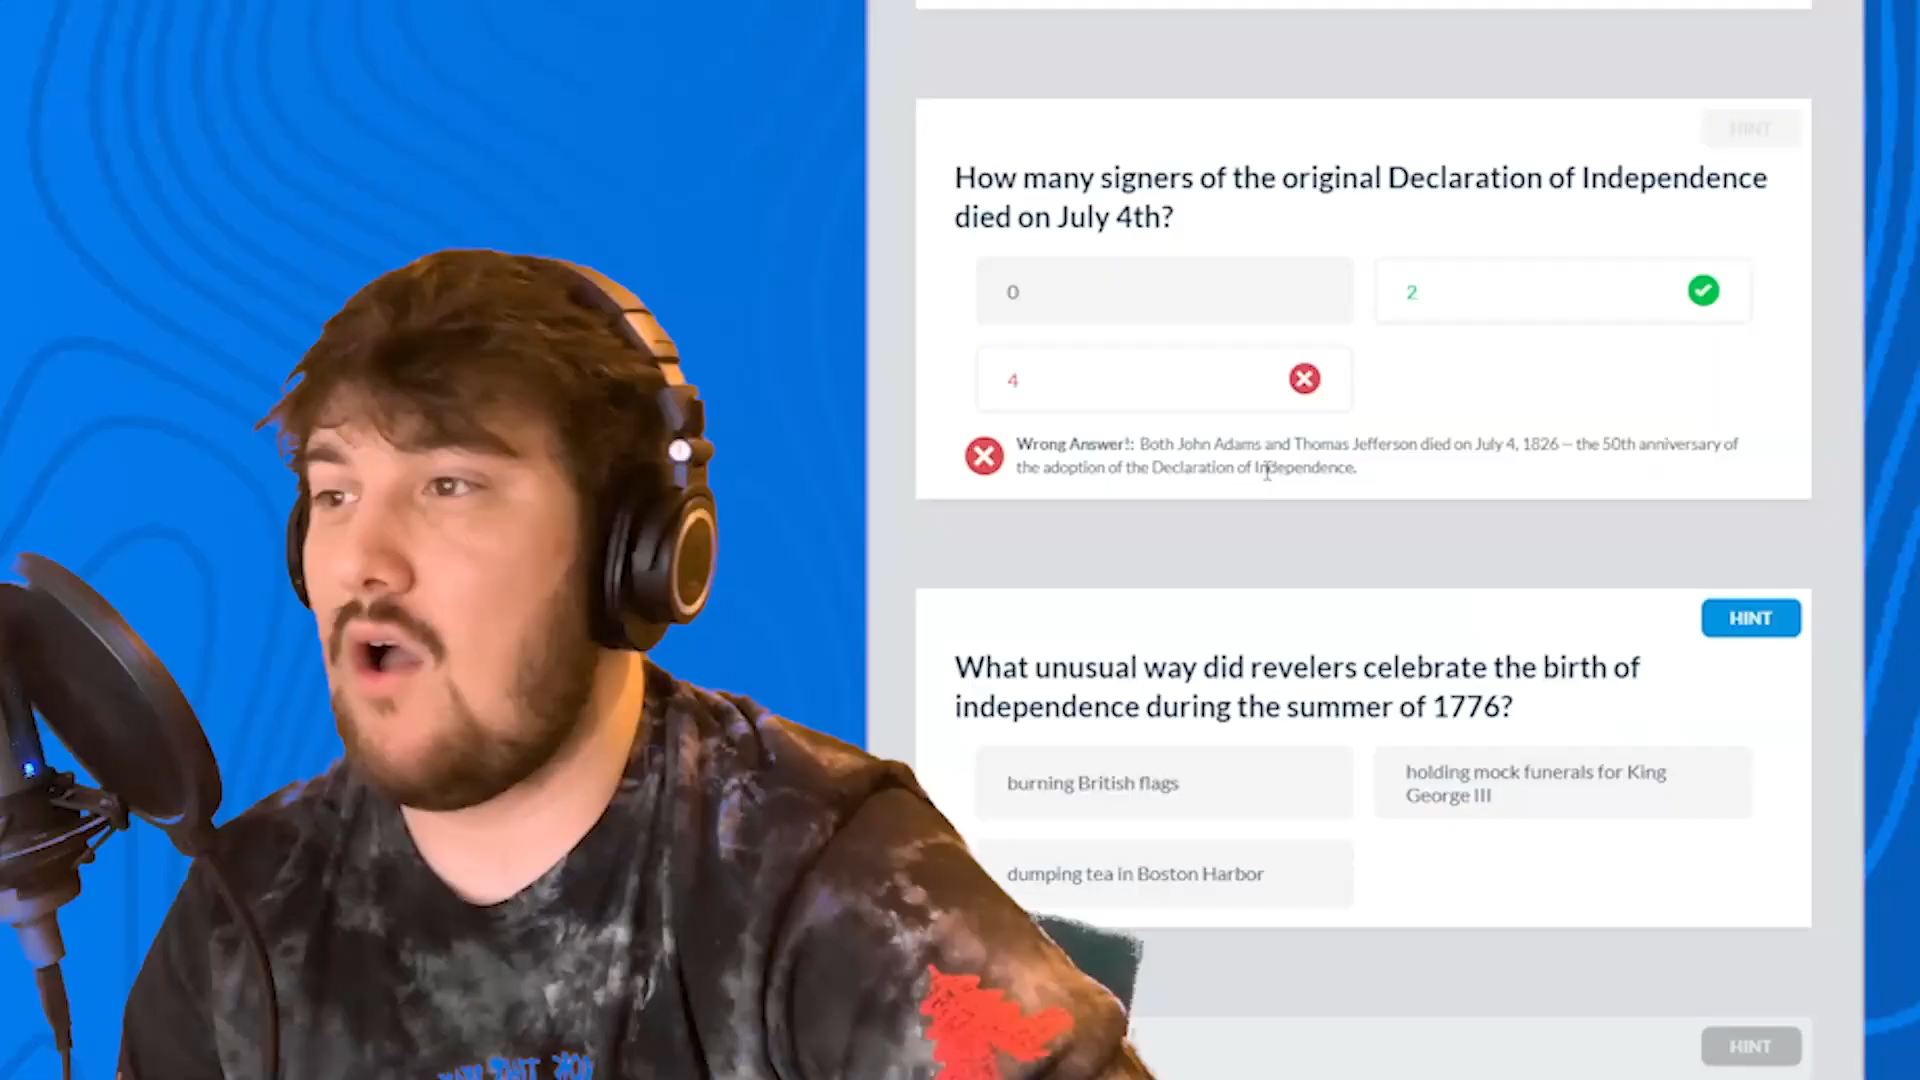 HINT
How many signers of the original Declaration of Independence
died on July 4th?
0
2
4
Wrong Answer!: Both John Adams and Thomas Jefferson died on July 4, 1826 – the 50th anniversary of
the adoption of the Declaration of Independence.
HINT
What unusual way did revelers celebrate the birth of
independence during the summer of 1776?
burning British flags
holding mock funerals for King
George III
dumping tea in Boston Harbor
HINT